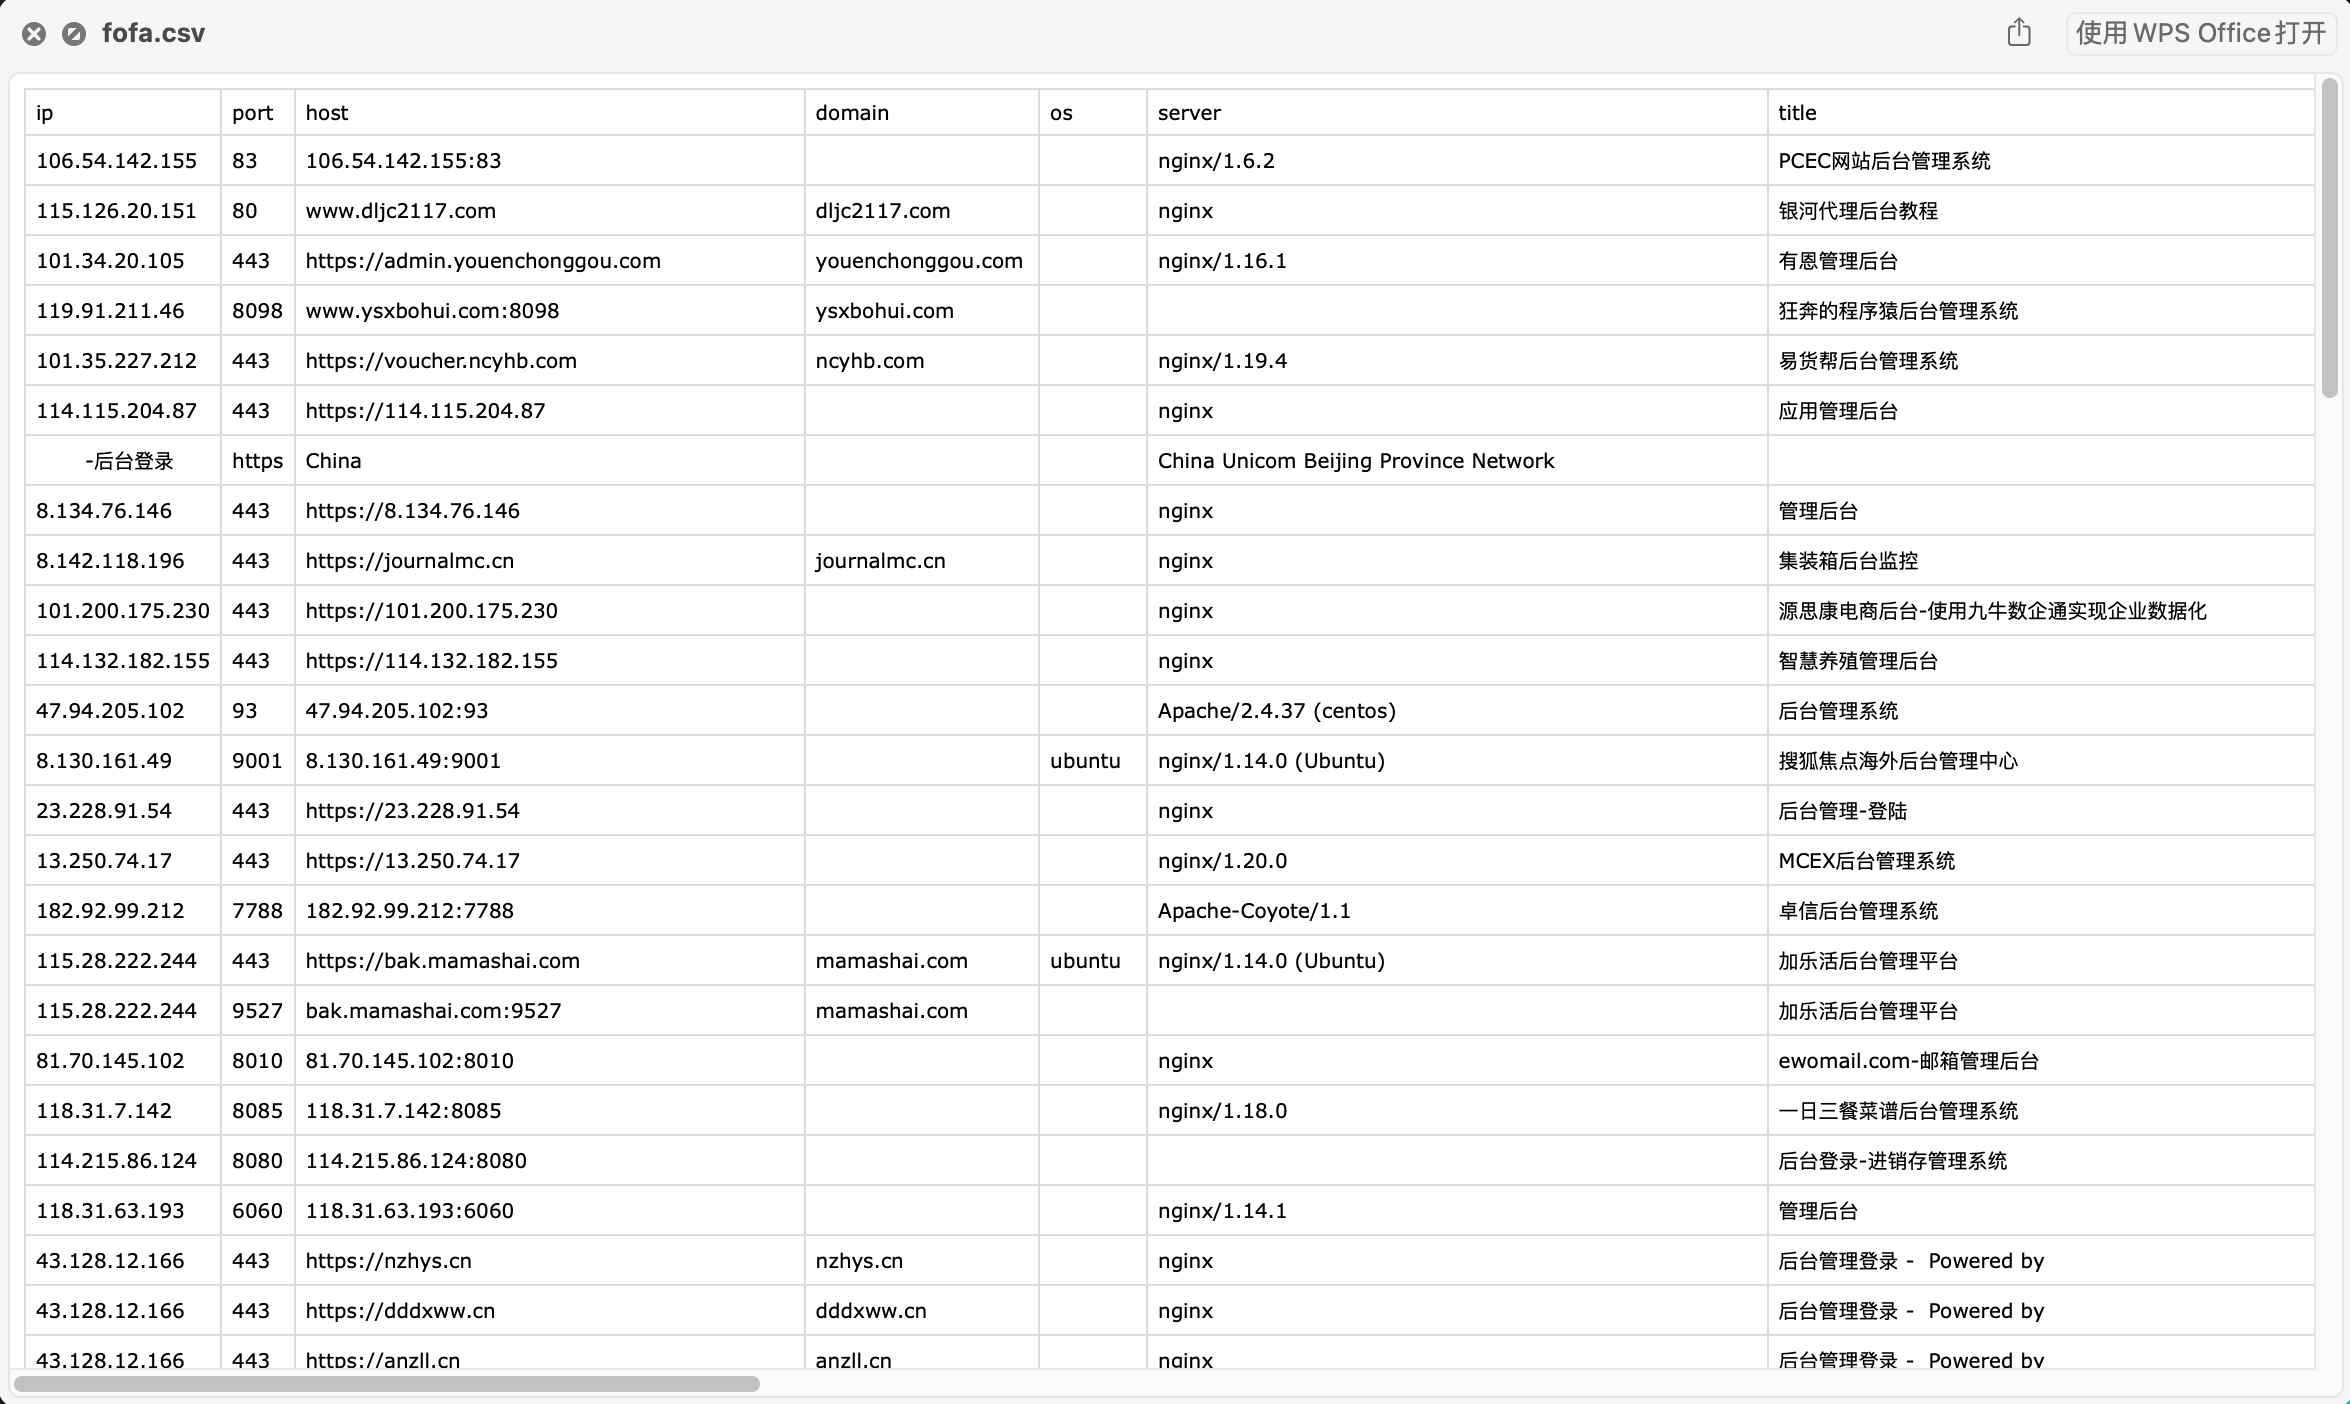 fofa.csv
使用 WPS Office 打开
ip port host domain os server title
106.54.142.155 83 106.54.142.155:83 nginx/1.6.2 PCEC网站后台管理系统
115.126.20.151 80 www.dljc2117.com dljc2117.com nginx 银河代理后台教程
101.34.20.105 443 https://admin.youenchonggou.com youenchonggou.com nginx/1.16.1 有恩管理后台
119.91.211.46 8098 www.ysxbohui.com:8098 ysxbohui.com 狂奔的程序猿后台管理系统
101.35.227.212 443 https://voucher.ncyhb.com ncyhb.com nginx/1.19.4 易货帮后台管理系统
114.115.204.87 443 https://114.115.204.87 nginx 应用管理后台
-后台登录 https China China Unicom Beijing Province Network
8.134.76.146 443 https://8.134.76.146 nginx 管理后台
8.142.118.196 443 https://journalmc.cn journalmc.cn nginx 集装箱后台监控
101.200.175.230 443 https://101.200.175.230 nginx 源思康电商后台-使用九牛数企通实现企业数据化
114.132.182.155 443 https://114.132.182.155 nginx 智慧养殖管理后台
47.94.205.102 93 47.94.205.102:93 Apache/2.4.37 (centos) 后台管理系统
8.130.161.49 9001 8.130.161.49:9001 ubuntu nginx/1.14.0 (Ubuntu) 搜狐焦点海外后台管理中心
23.228.91.54 443 https://23.228.91.54 nginx 后台管理-登陆
13.250.74.17 443 https://13.250.74.17 nginx/1.20.0 MCEX后台管理系统
182.92.99.212 7788 182.92.99.212:7788 Apache-Coyote/1.1 卓信后台管理系统
115.28.222.244 443 https://bak.mamashai.com mamashai.com ubuntu nginx/1.14.0 (Ubuntu) 加乐活后台管理平台
115.28.222.244 9527 bak.mamashai.com:9527 mamashai.com 加乐活后台管理平台
81.70.145.102 8010 81.70.145.102:8010 nginx ewomail.com-邮箱管理后台
118.31.7.142 8085 118.31.7.142:8085 nginx/1.18.0 一日三餐菜谱后台管理系统
114.215.86.124 8080 114.215.86.124:8080 后台登录-进销存管理系统
118.31.63.193 6060 118.31.63.193:6060 nginx/1.14.1 管理后台
43.128.12.166 443 https://nzhys.cn nzhys.cn nginx 后台管理登录 - Powered by
43.128.12.166 443 https://dddxww.cn dddxww.cn nginx 后台管理登录 - Powered by
43.128.12.166 443 https://anzll.cn anzll.cn nginx 后台管理登录 - Powered by